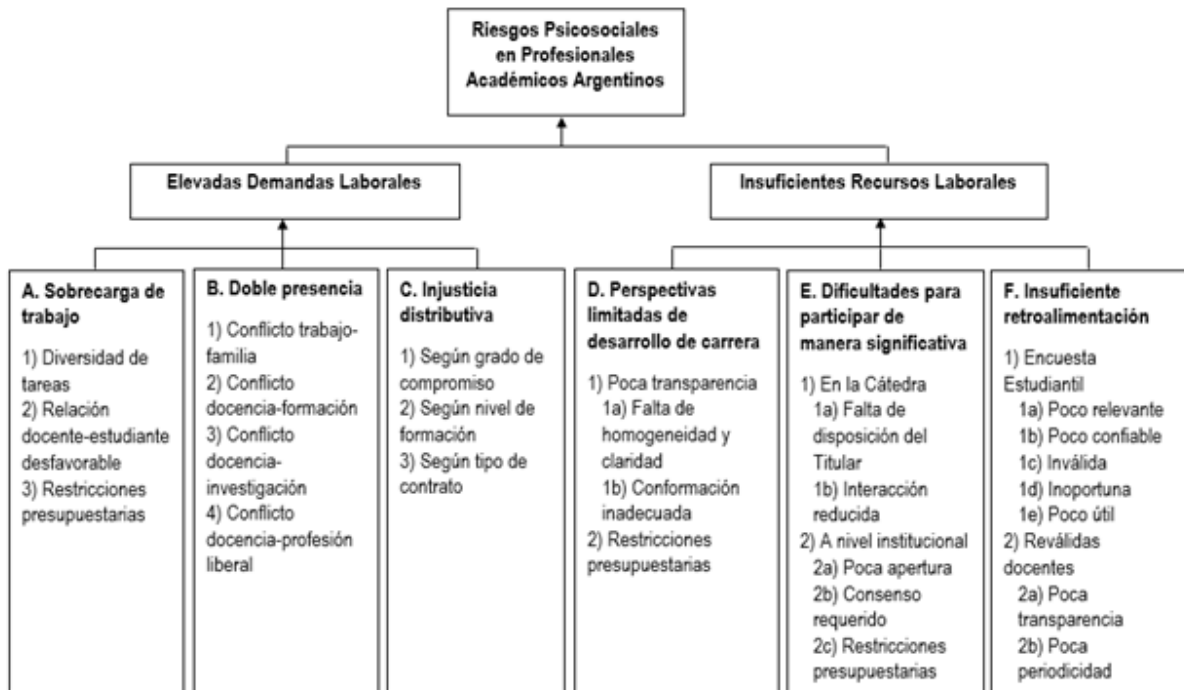 Riesgos Psicosociales
en Profesionales
Académicos Argentinos
Elevadas Demandas Laborales
Insuficientes Recursos Laborales
A. Sobrecarga de
trabajo
1) Diversidad de
tareas
2) Relación
docente-estudiante
desfavorable
3) Restricciones
presupuestarias
B. Doble presencia
1) Conflicto trabajo-
familia
2) Conflicto
docencia-formación
3) Conflicto
docencia-
investigación
4) Conflicto
docencia-profesión
liberal
C. Injusticia
distributiva
1) Según grado de
compromiso
2) Según nivel de
formación
3) Según tipo de
contrato
D. Perspectivas
limitadas de
desarrollo de carrera
1) Poca transparencia
1a) Falta de
homogeneidad y
claridad
1b) Conformación
inadecuada
2) Restricciones
presupuestarias
E. Dificultades para
participar de
manera significativa
1) En la Cátedra
1a) Falta de
disposición del
Titular
1b) Interacción
reducida
2) A nivel institucional
2a) Poca apertura
2b) Consenso
requerido
2c) Restricciones
presupuestarias
F. Insuficiente
retroalimentación
1) Encuesta
Estudiantil
1a) Poco relevante
1b) Poco confiable
1c) Inválida
1d) Inoportuna
1e) Poco útil
2) Reválidas
docentes
2a) Poca
transparencia
2b) Poca
periodicidad